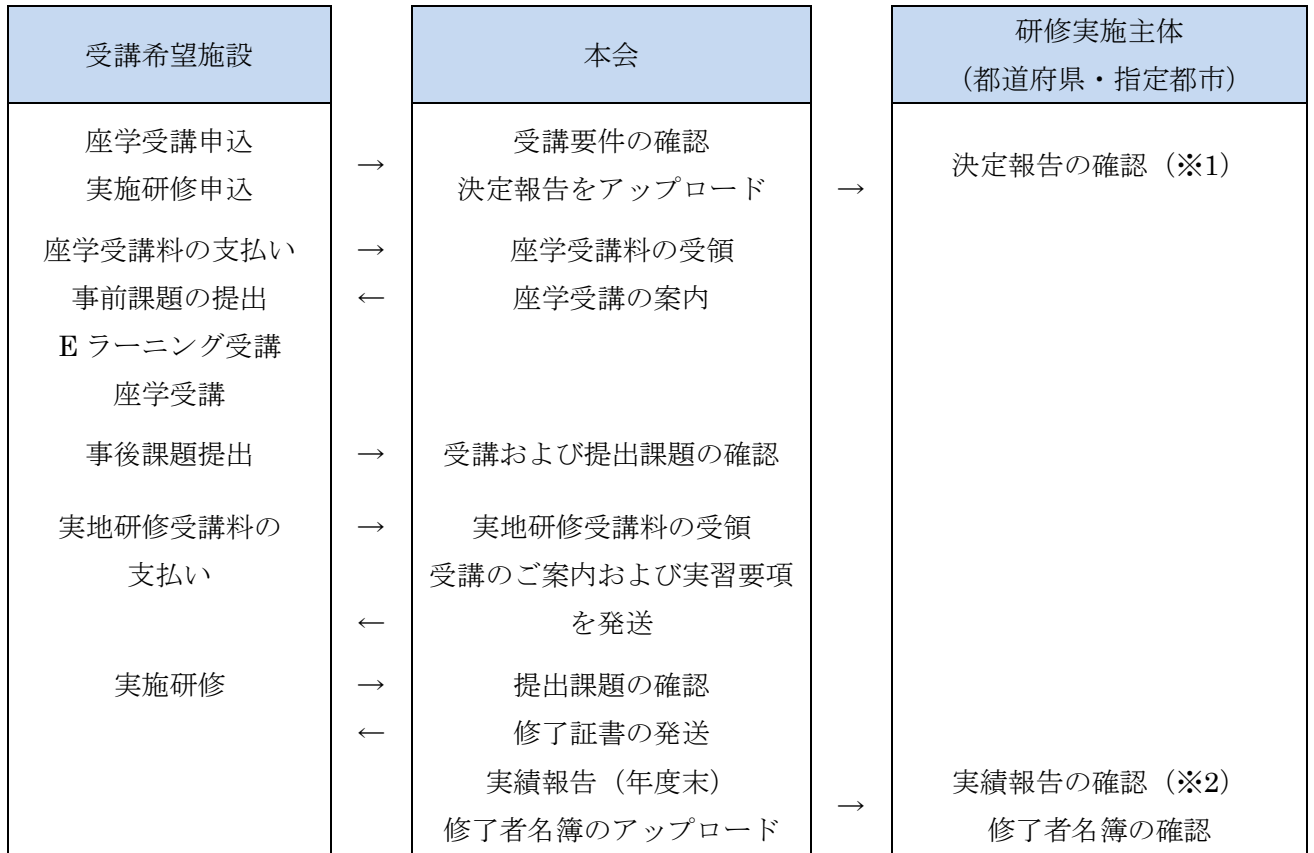 受講希望施設
本会
研修実施主体
（都道府県・指定都市）
座学受講申込
実施研修申込
→
受講要件の確認
決定報告をアップロード
→
決定報告の確認（※1）
座学受講料の支払い → 座学受講料の受領
事前課題の提出 ← 座学受講の案内
E ラーニング受講
座学受講
事後課題提出 → 受講および提出課題の確認
実地研修受講料の → 実地研修受講料の受領
支払い
受講のご案内および実習要項
← を発送
実施研修 → 提出課題の確認
← 修了証書の発送
実績報告（年度末）
修了者名簿のアップロード
→
実績報告の確認（※2）
修了者名簿の確認